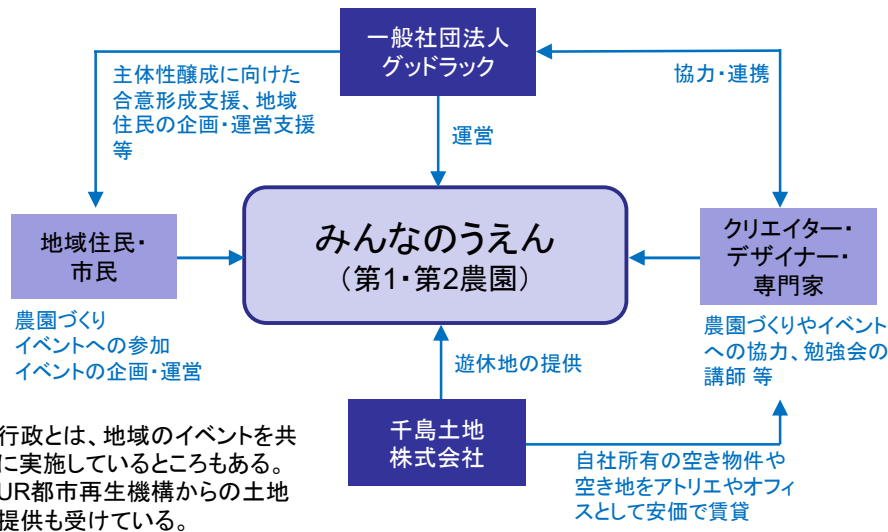 一般社団法人
グッドラック
主体性醸成に向けた
合意形成支援、地域
住民の企画・運営支援
等
協力・連携
運営
地域住民・
市民
みんなのうえん
（第1・第2農園）
クリエイター・
デザイナー・
専門家
農園づくり
イベントへの参加
イベントの企画・運営
農園づくりやイベント
への協力、勉強会の
講師 等
遊休地の提供
千島土地
株式会社
自社所有の空き物件や
空き地をアトリエやオフィ
スとして安価で賃貸
行政とは、地域のイベントを共
に実施しているところもある。
UR都市再生機構からの土地
提供も受けている。